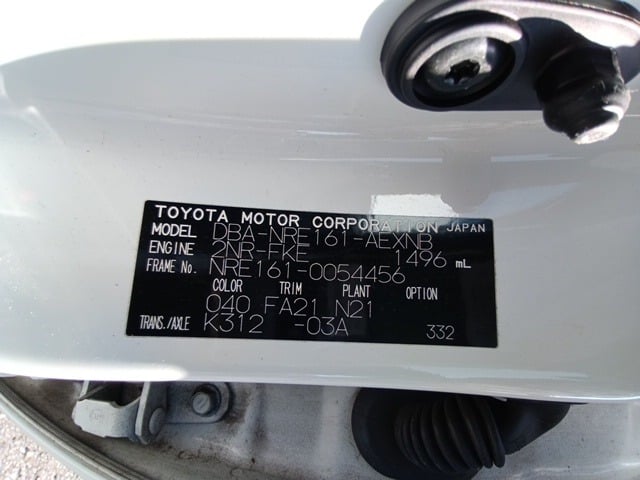 TOYOTA MOTOR CORPORATION JAPAN
MODEL DBA-NRE161-AEXNB
ENGINE 2NR-FKE 1496 mL
FRAME No. NRE161-0054456
COLOR TRIM PLANT OPTION
040 FA21 N21
TRANS./AXLE K312 -03A 332